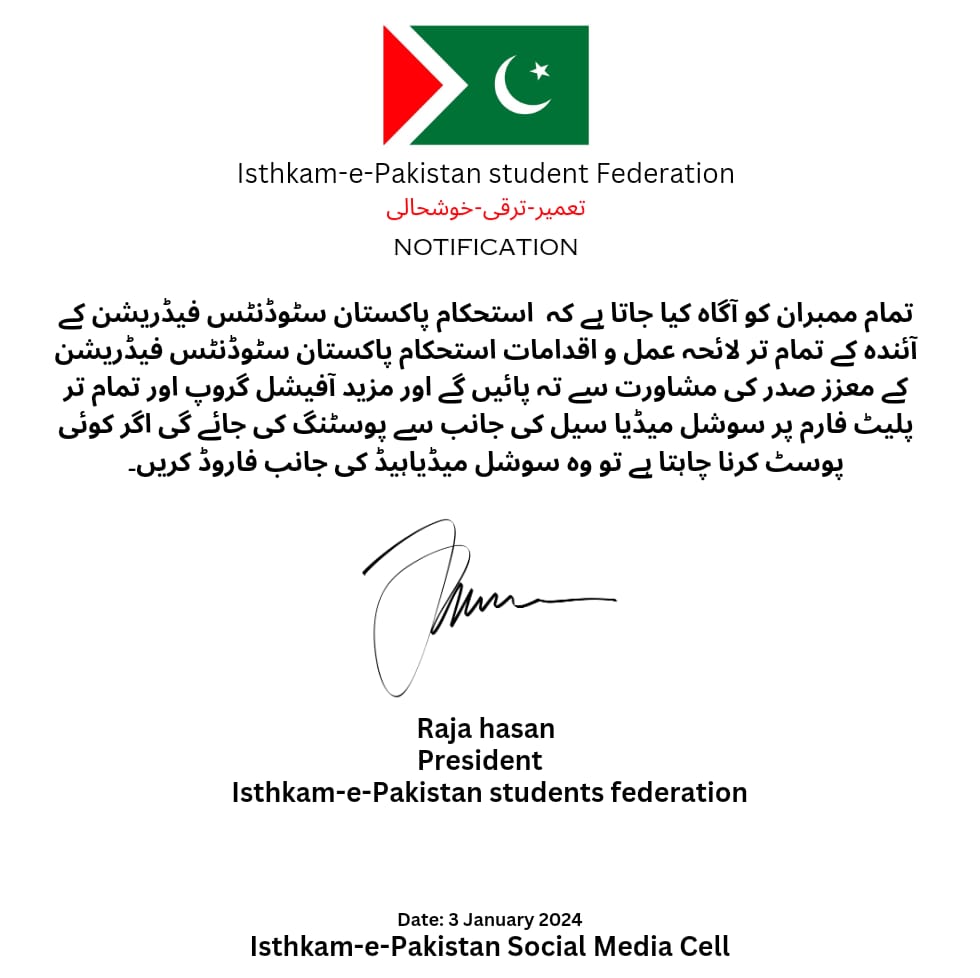 Isthkam-e-Pakistan student Federation
تعمیر-ترقی-خوشحالی
NOTIFICATION
تمام ممبران کو آگاہ کیا جاتا ہے کہ استحکام پاکستان سٹوڈنٹس فیڈریشن کے
آئندہ کے تمام تر لائحہ عمل و اقدامات استحکام پاکستان سٹوڈنٹس فیڈریشن
کے معزز صدر کی مشاورت سے تہ پائیں گے اور مزید آفیشل گروپ اور تمام تر
پلیٹ فارم پر سوشل میڈیا سیل کی جانب سے پوسٹنگ کی جائے گی اگر کوئی
پوسٹ کرنا چاہتا ہے تو وہ سوشل میڈیاہیڈ کی جانب فاروڈ کریں۔
Raja hasan
President
Isthkam-e-Pakistan students federation
Date: 3 January 2024
Isthkam-e-Pakistan Social Media Cell